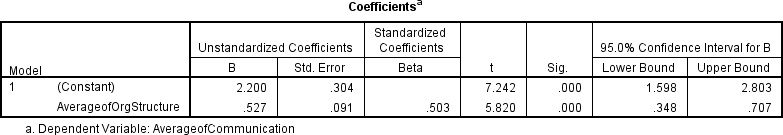 Coefficientsa
Unstandardized Coefficients Standardized Coefficients 95.0% Confidence Interval for B
Model B Std. Error Beta t Sig. Lower Bound Upper Bound
1 (Constant) 2.200 .304 7.242 .000 1.598 2.803
AverageofOrgStructure .527 .091 .503 5.820 .000 .348 .707
a. Dependent Variable: AverageofCommunication